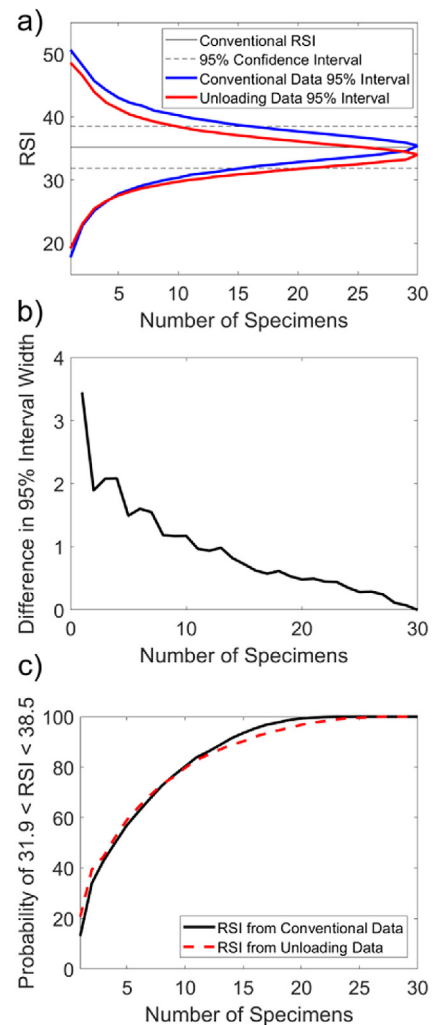 a)
50
40
30
20
RSI
Conventional RSI
95% Confidence Interval
Conventional Data 95% Interval
Unloading Data 95% Interval
5 10 15 20 25 30
Number of Specimens
b)
4
3
2
1
0
Difference in 95% Interval Width
0 10 20 30
Number of Specimens
c)
100
80
60
40
20
0
Probability of 31.9 < RSI < 38.5
RSI from Conventional Data
RSI from Unloading Data
5 10 15 20 25 30
Number of Specimens